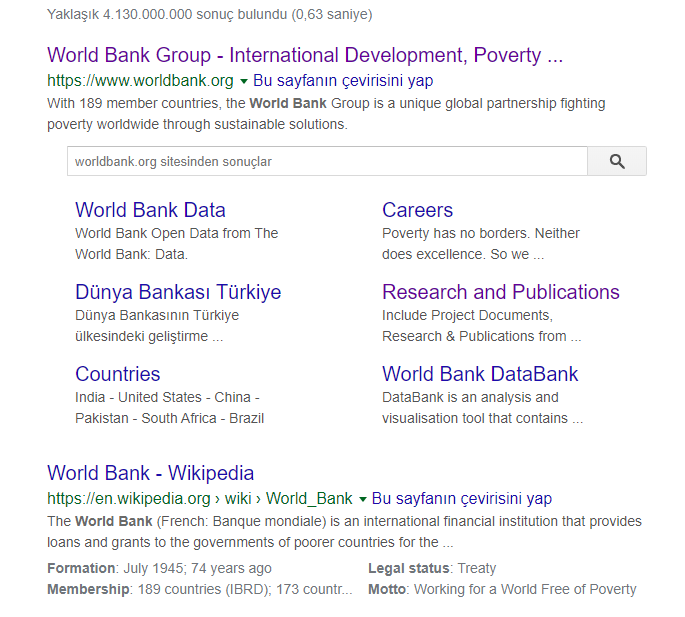 Yaklaşık 4.130.000.000 sonuç bulundu (0,63 saniye)
World Bank Group - International Development, Poverty ...
https://www.worldbank.org ▾ Bu sayfanın çevirisini yap
With 189 member countries, the World Bank Group is a unique global partnership fighting
poverty worldwide through sustainable solutions.
worldbank.org sitesinden sonuçlar
World Bank Data
World Bank Open Data from The
World Bank: Data.
Careers
Poverty has no borders. Neither
does excellence. So we ...
Dünya Bankası Türkiye
Dünya Bankasının Türkiye
ülkesindeki geliştirme ...
Research and Publications
Include Project Documents,
Research & Publications from ...
Countries
India - United States - China -
Pakistan - South Africa - Brazil
World Bank DataBank
DataBank is an analysis and
visualisation tool that contains ...
World Bank - Wikipedia
https://en.wikipedia.org › wiki › World_Bank ▾ Bu sayfanın çevirisini yap
The World Bank (French: Banque mondiale) is an international financial institution that provides
loans and grants to the governments of poorer countries for the ...
Formation: July 1945; 74 years ago
Legal status: Treaty
Membership: 189 countries (IBRD); 173 countr...
Motto: Working for a World Free of Poverty